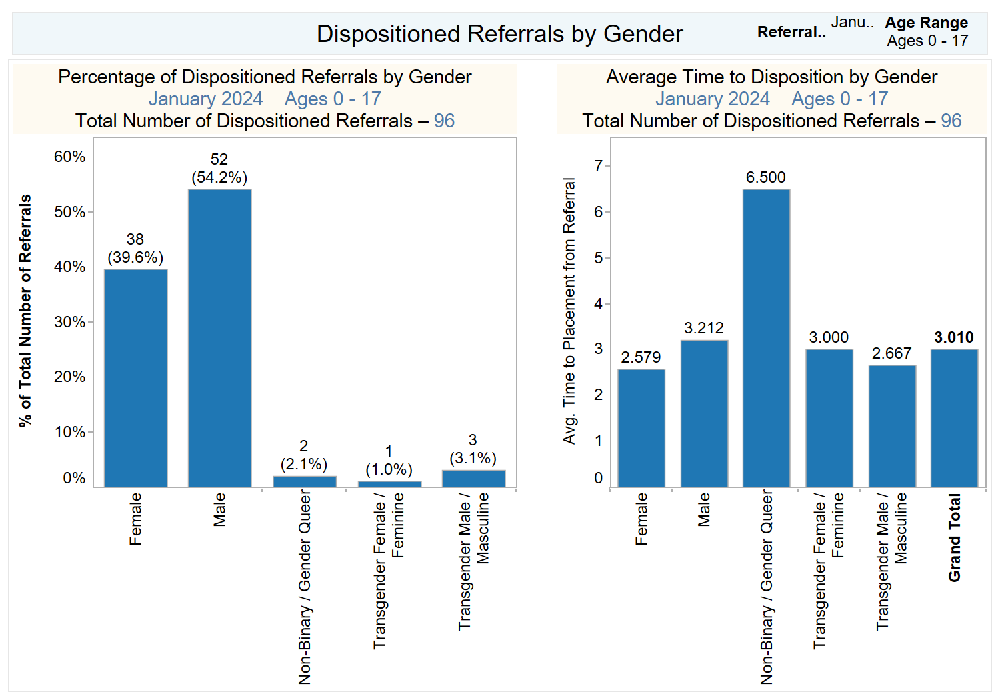 Dispositioned Referrals by Gender
Referral..
Janu..
Age Range
Ages 0 - 17
Percentage of Dispositioned Referrals by Gender
January 2024 Ages 0 - 17
Total Number of Dispositioned Referrals – 96
% of Total Number of Referrals
60%
50%
40%
30%
20%
10%
0%
38
(39.6%)
52
(54.2%)
2
(2.1%)
1
(1.0%)
3
(3.1%)
Female
Male
Non-Binary / Gender Queer
Transgender Female /
Feminine
Transgender Male /
Masculine
Average Time to Disposition by Gender
January 2024 Ages 0 - 17
Total Number of Dispositioned Referrals – 96
Avg. Time to Placement from Referral
7
6
5
4
3
2
1
0
2.579
3.212
6.500
3.000
2.667
3.010
Female
Male
Non-Binary / Gender Queer
Transgender Female /
Feminine
Transgender Male /
Masculine
Grand Total